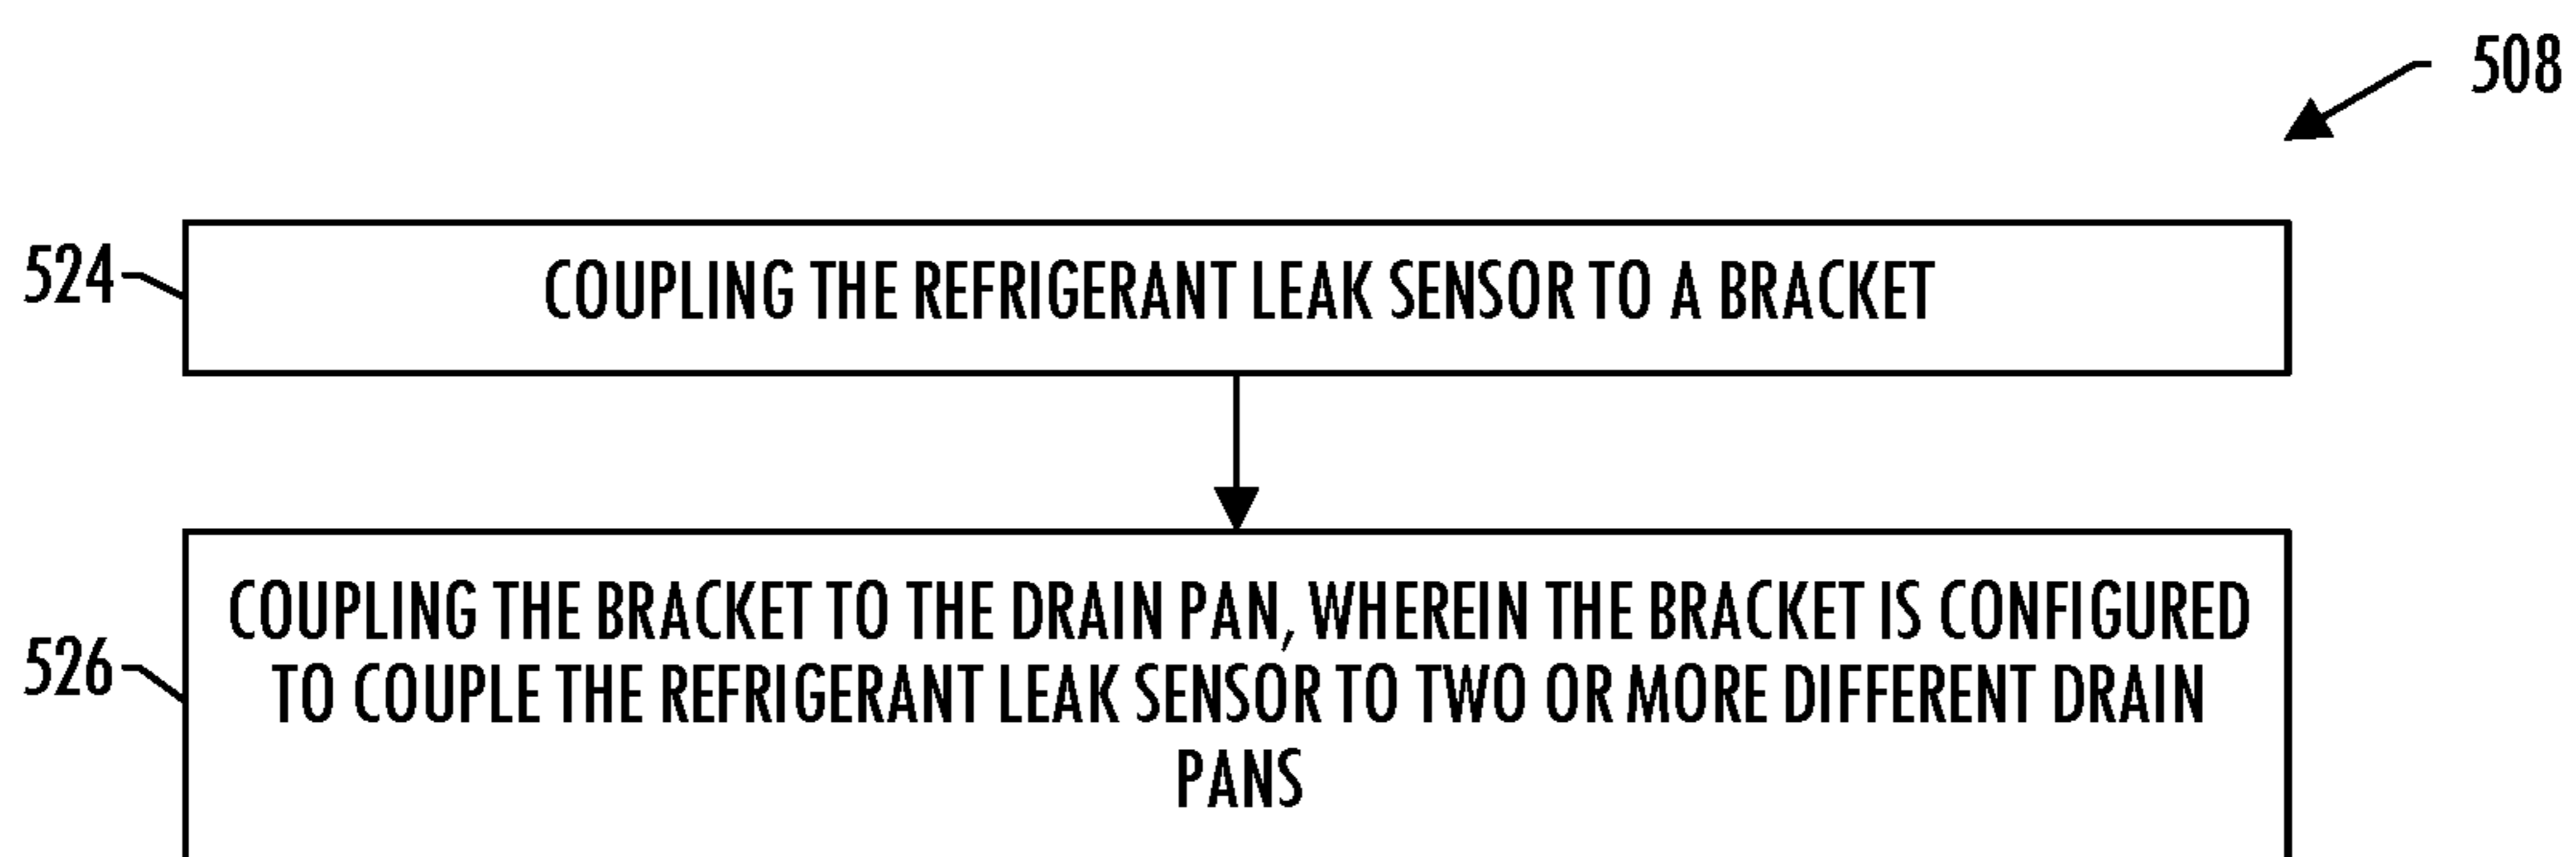 508
524
COUPLING THE REFRIGERANT LEAK SENSOR TO A BRACKET
COUPLING THE BRACKET TO THE DRAIN PAN, WHEREIN THE BRACKET IS CONFIGURED
526
TO COUPLE THE REFRIGERANT LEAK SENSOR TO TWO OR MORE DIFFERENT DRAIN
PANS